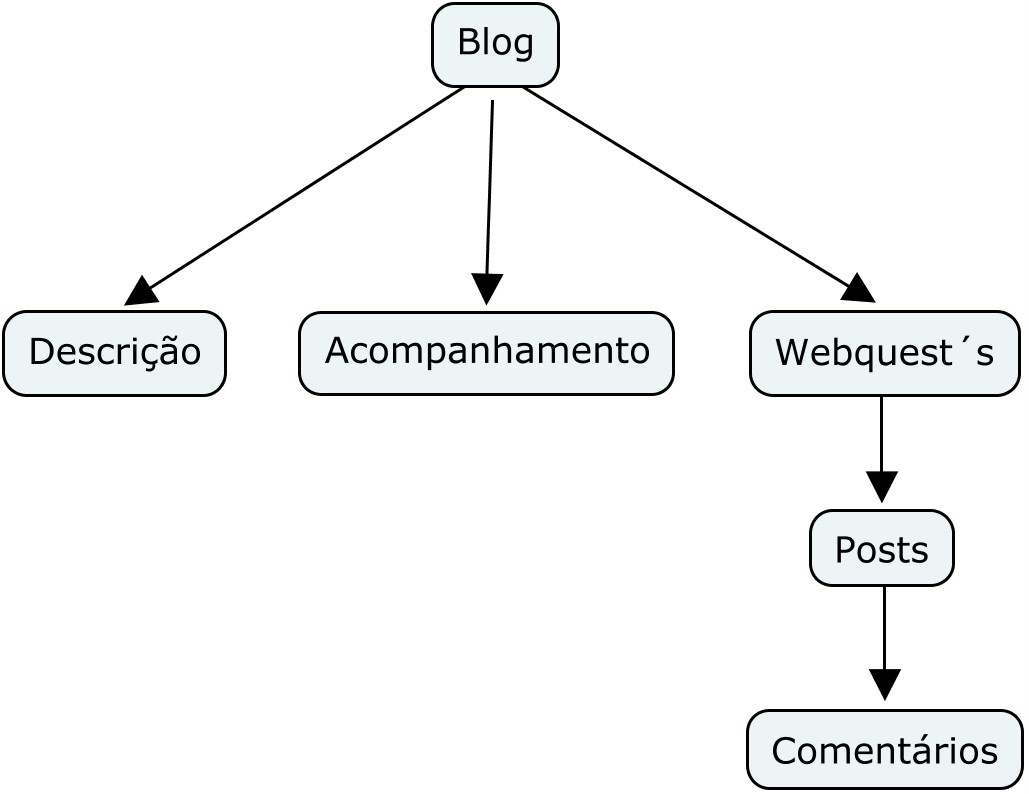 Blog
Descrição
Acompanhamento
Webquest´s
Posts
Comentários